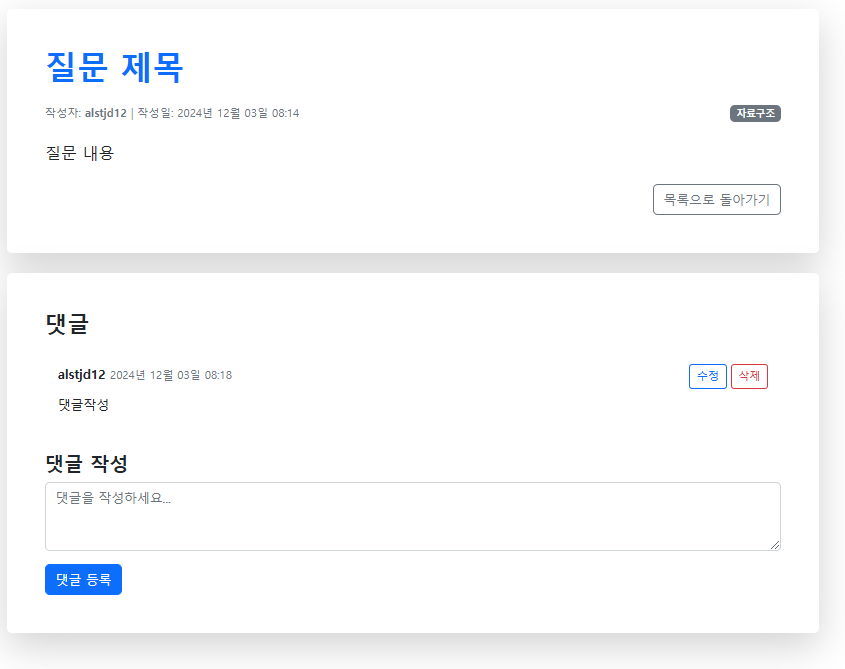 질문 제목
작성자: alstjd12 | 작성일: 2024년 12월 03일 08:14
자료구조
질문 내용
목록으로 돌아가기
댓글
alstjd12 2024년 12월 03일 08:18
수정
삭제
댓글작성
댓글 작성
댓글을 작성하세요...
댓글 등록